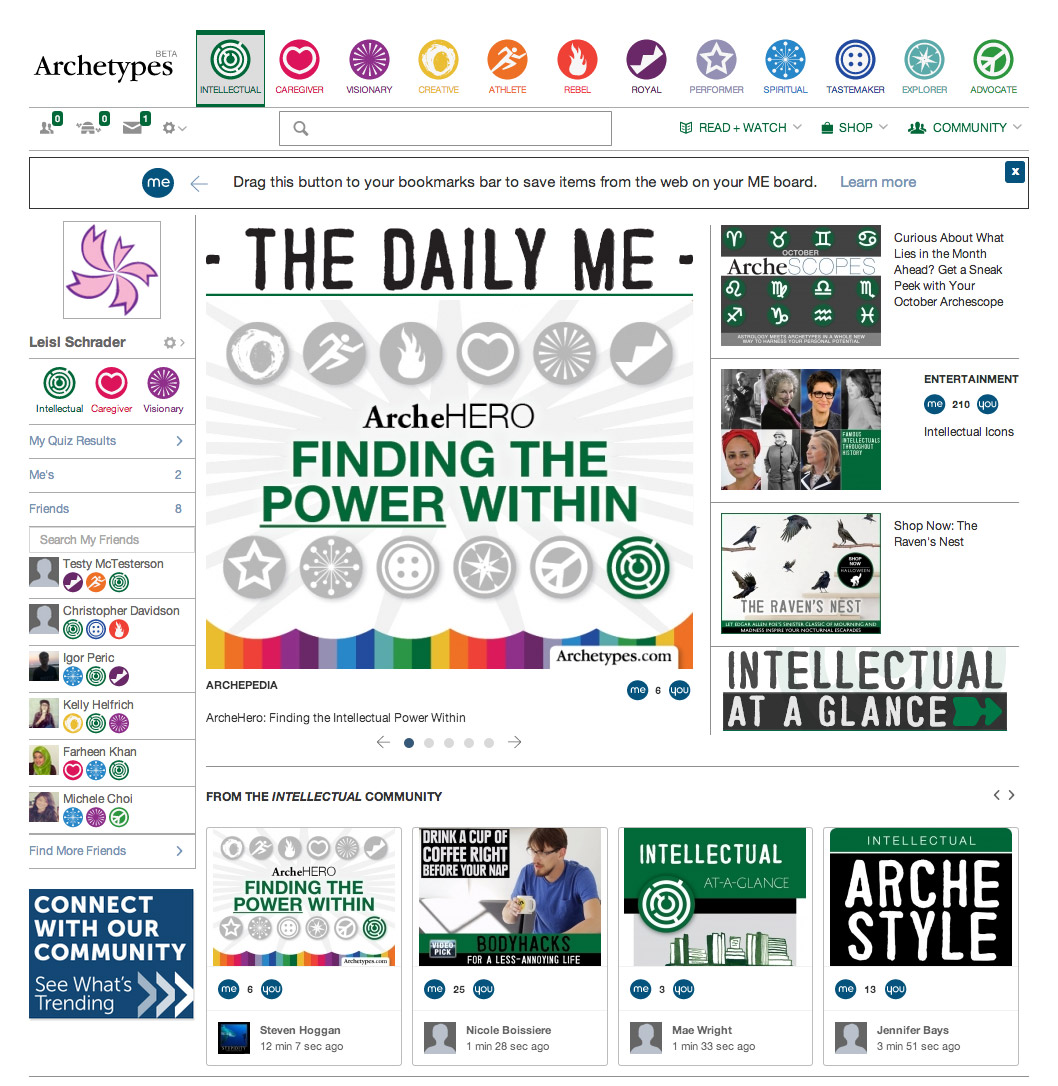 BETA
Archetypes
INTELLECTUAL
CAREGIVER
VISIONARY
CREATIVE
ATHLETE
REBEL
ROYAL
PERFORMER
SPIRITUAL
TASTEMAKER
EXPLORER
ADVOCATE
0
0
1
READ + WATCH
SHOP
COMMUNITY
me
Drag this button to your bookmarks bar to save items from the web on your ME board.
Learn more
x
Leisl Schrader
Intellectual
Caregiver
Visionary
My Quiz Results
Me's 2
Friends 8
Search My Friends
Testy McTesterson
Christopher Davidson
Igor Peric
Kelly Helfrich
Farheen Khan
Michele Choi
Find More Friends
CONNECT
WITH OUR
COMMUNITY
See What's
Trending
- THE DAILY ME -
ArcheHERO
FINDING THE
POWER WITHIN
Archetypes.com
ARCHEPEDIA
me 6 you
ArcheHero: Finding the Intellectual Power Within
OCTOBER
ArcheSCOPES
ASTROLOGY MEETS ARCHETYPES IN A WHOLE NEW
WAY TO HARNESS YOUR PERSONAL POTENTIAL
Curious About What
Lies in the Month
Ahead? Get a Sneak
Peek with Your
October Archescope
FAMOUS
INTELLECTUALS
THROUGHOUT
HISTORY
ENTERTAINMENT
me 210 you
Intellectual Icons
SHOP
NOW
HALLOWEEN
THE RAVEN'S NEST
LET EDGAR ALLEN POE'S SINISTER CLASSIC OF MOURNING AND
MADNESS INSPIRE YOUR NOCTURNAL ESCAPADES
Shop Now: The
Raven's Nest
INTELLECTUAL
AT A GLANCE
FROM THE INTELLECTUAL COMMUNITY
ArcheHERO
FINDING THE
POWER WITHIN
Archetypes.com
me 6 you
Steven Hoggan
12 min 7 sec ago
DRINK A CUP OF
COFFEE RIGHT
BEFORE YOUR NAP
VIDEO
PICK
BODYHACKS
FOR A LESS-ANNOYING LIFE
me 25 you
Nicole Boissiere
1 min 28 sec ago
INTELLECTUAL
AT-A-GLANCE
me 3 you
Mae Wright
1 min 33 sec ago
INTELLECTUAL
ARCHE
STYLE
me 13 you
Jennifer Bays
3 min 51 sec ago